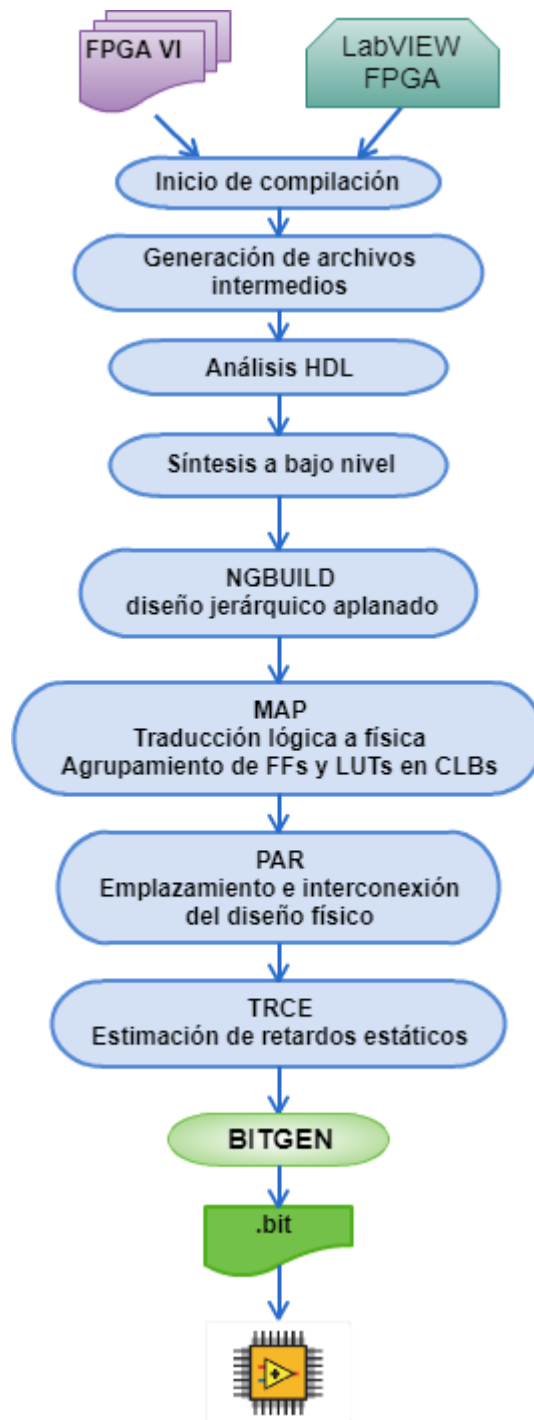 FPGA VI
LabVIEW
FPGA
Inicio de compilación
Generación de archivos
intermedios
Análisis HDL
Síntesis a bajo nivel
NGBUILD
diseño jerárquico aplanado
MAP
Traducción lógica a física
Agrupamiento de FFs y LUTs en CLBs
PAR
Emplazamiento e interconexión
del diseño físico
TRCE
Estimación de retardos estáticos
BITGEN
.bit